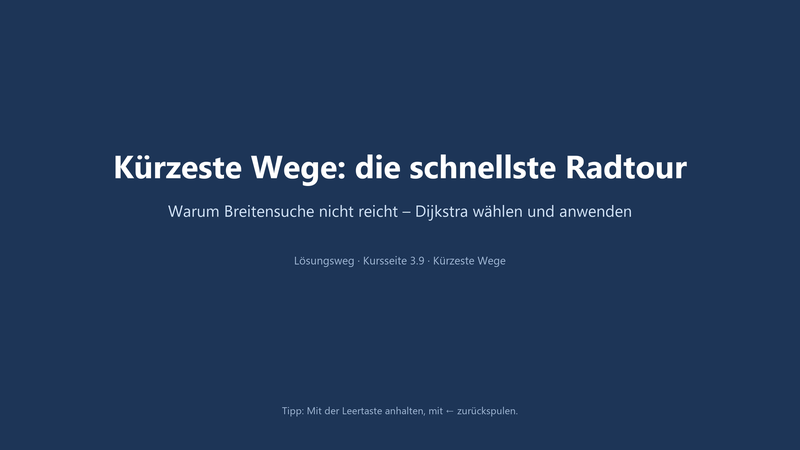 Kürzeste Wege: die schnellste Radtour
Warum Breitensuche nicht reicht – Dijkstra wählen und anwenden
Lösungsweg · Kursseite 3.9 · Kürzeste Wege
Tipp: Mit der Leertaste anhalten, mit ← zurückspulen.